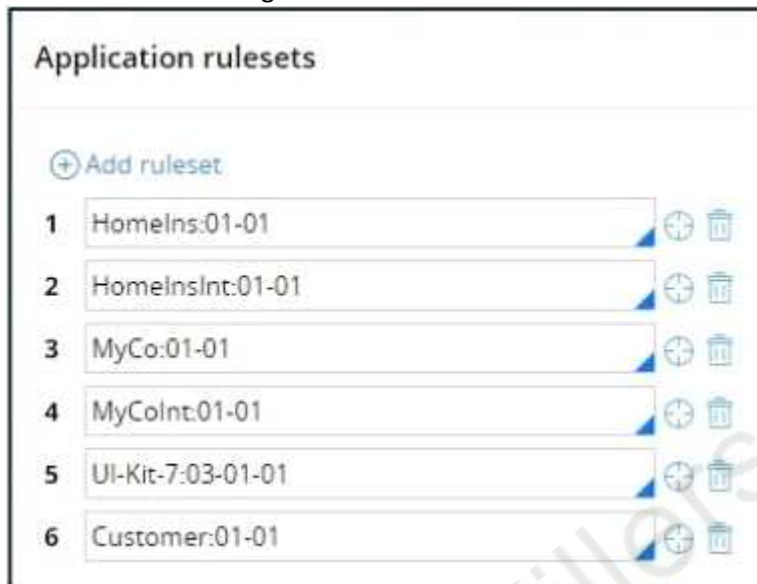 Application rulesets
Add ruleset
1 HomeIns:01-01
2 HomeInsInt:01-01
3 MyCo:01-01
4 MyCoInt:01-01
5 UI-Kit-7:03-01-01
6 Customer:01-01